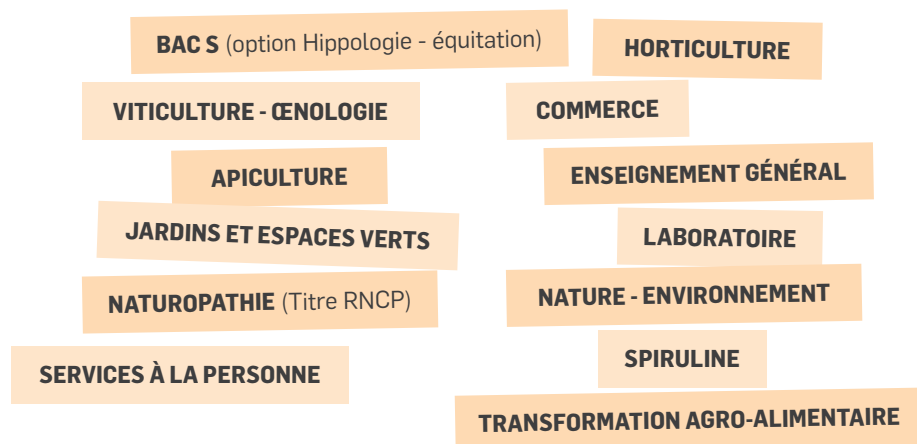 BAC S (option Hippologie - équitation)
HORTICULTURE
VITICULTURE - ŒNOLOGIE
COMMERCE
APICULTURE
ENSEIGNEMENT GÉNÉRAL
JARDINS ET ESPACES VERTS
LABORATOIRE
NATUROPATHIE (Titre RNCP)
NATURE - ENVIRONNEMENT
SERVICES À LA PERSONNE
SPIRULINE
TRANSFORMATION AGRO-ALIMENTAIRE